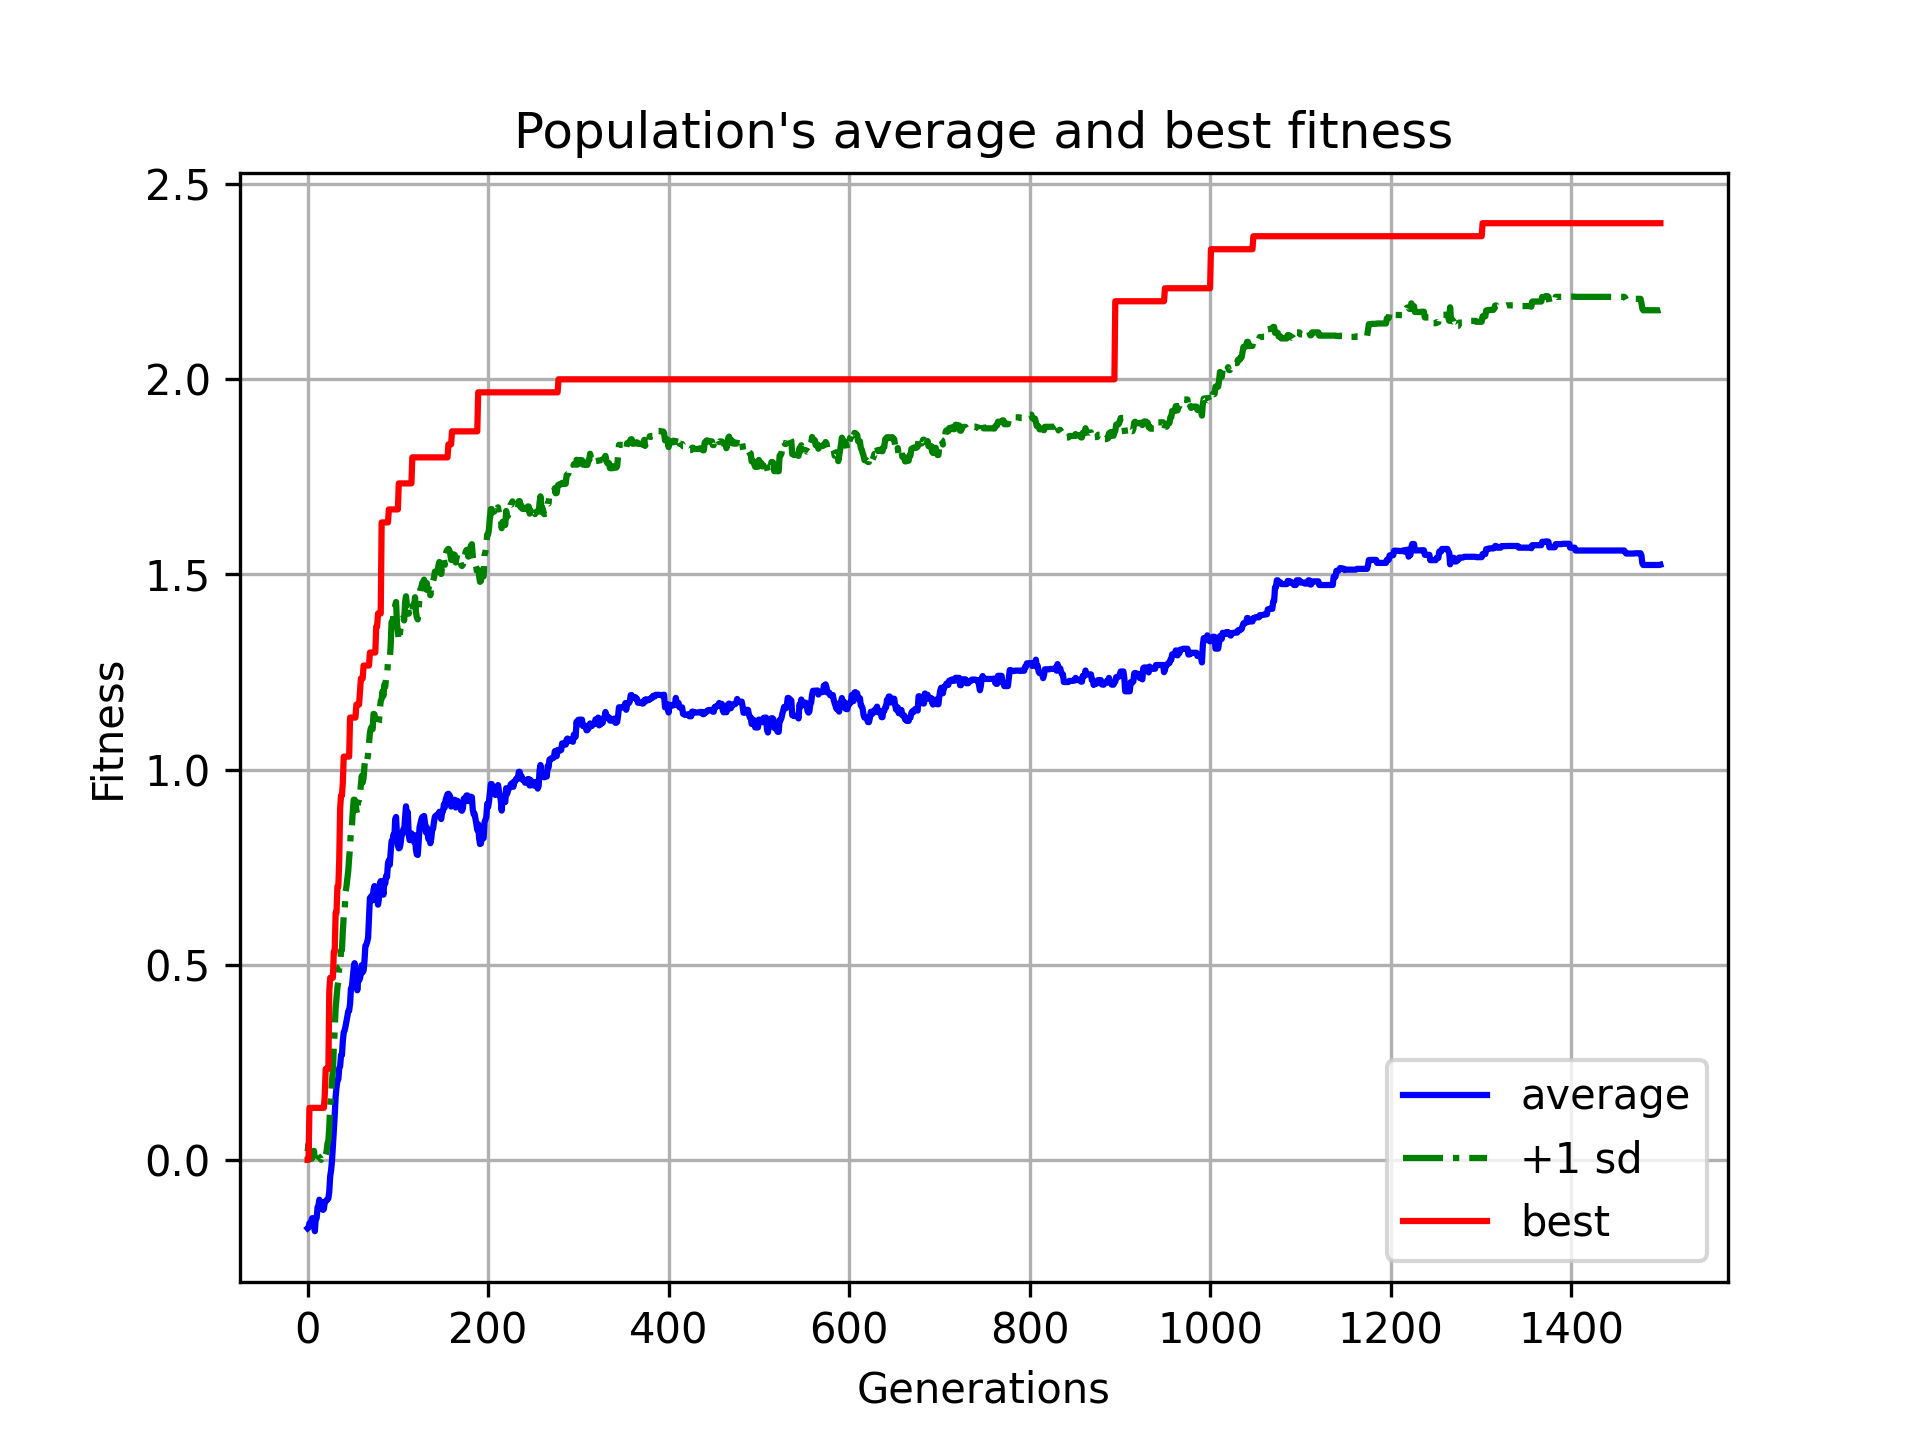 Population's average and best fitness
2.5
2.0
1.5
1.0
0.5
0.0
Fitness
average
+1 sd
best
0 200 400 600 800 1000 1200 1400
Generations